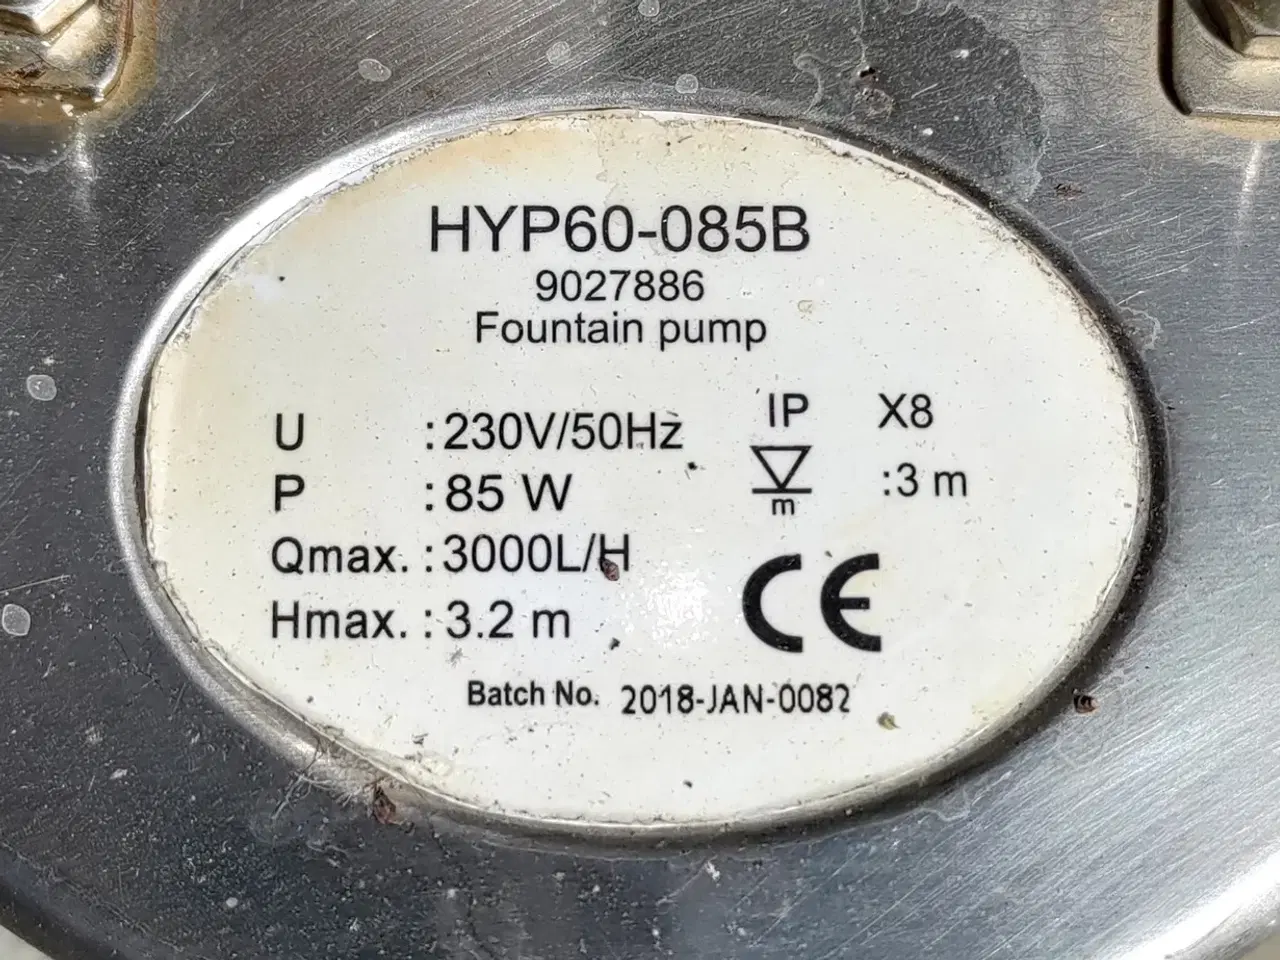 HYP60-085B
9027886
Fountain pump
U : 230V/50Hz IP X8
P : 85 W m : 3 m
Qmax. : 3000L/H
Hmax. : 3.2 m CE
Batch No. 2018-JAN-0082